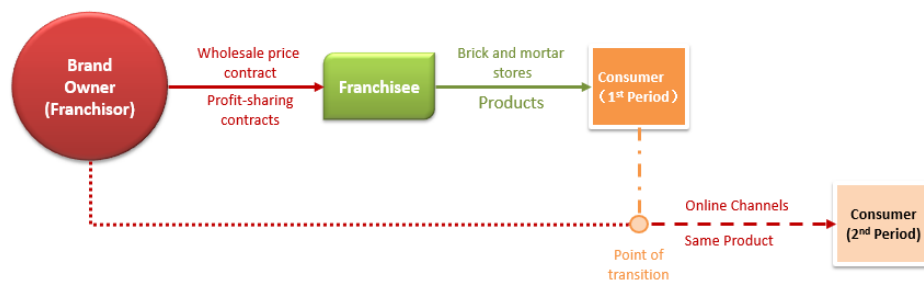 Brand
Owner
(Franchisor)
Wholesale price
contract
Profit-sharing
contracts
Franchisee
Brick and mortar
stores
Products
Consumer
（1st Period）
Point of
transition
Online Channels
Same Product
Consumer
(2nd Period)